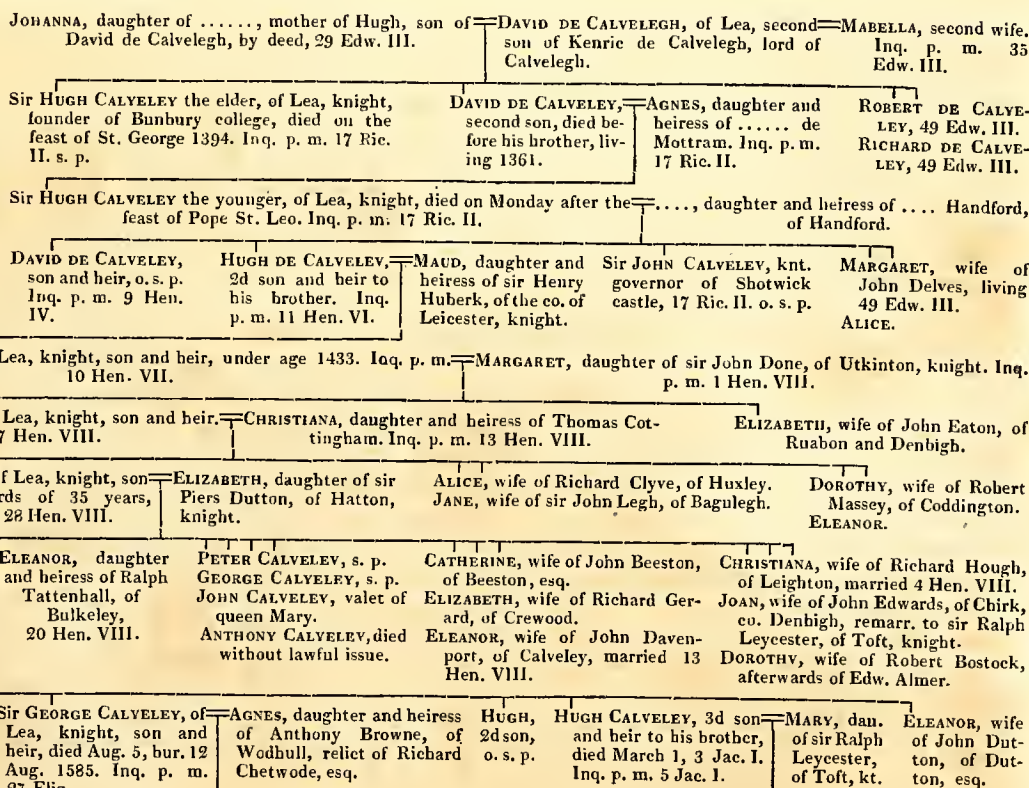 JOHANNA, daughter of ......, mother of Hugh, son of
David de Calvelegh, by deed, 29 Edw. III.
DAVID DE CALVELEGH, of Lea, second
son of Kenric de Calvelegh, lord of
Calvelegh.
MABELLA, second wife.
Inq. p. m. 35
Edw. III.
Sir HUGH CALVELEY the elder, of Lea, knight,
founder of Bunbury college, died on the
feast of St. George 1394. Inq. p. m. 17 Ric.
II. s. p.
DAVID DE CALVELEY,
second son, died be-
fore his brother, liv-
ing 1361.
AGNES, daughter and
heiress of ...... de
Mottram. Inq. p. m.
17 Ric. II.
ROBERT DE CALVE-
LEY, 49 Edw. III.
RICHARD DE CALVE-
LEY, 49 Edw. III.
Sir HUGH CALVELEY the younger, of Lea, knight, died on Monday after the
feast of Pope St. Leo. Inq. p. m. 17 Ric. II.
...., daughter and heiress of .... Handford,
of Handford.
DAVID DE CALVELEY,
son and heir, o. s. p.
Inq. p. m. 9 Hen.
IV.
HUGH DE CALVELEY,
2d son and heir to
his brother. Inq.
p. m. 11 Hen. VI.
MAUD, daughter and
heiress of sir Henry
Huberk, of the co. of
Leicester, knight.
Sir JOHN CALVELEY, knt.
governor of Shotwick
castle, 17 Ric. II. o. s. p.
MARGARET, wife of
John Delves, living
49 Edw. III.
ALICE.
Lea, knight, son and heir, under age 1433. Inq. p. m.
10 Hen. VII.
MARGARET, daughter of sir John Done, of Utkinton, knight. Inq.
p. m. 1 Hen. VIII.
Lea, knight, son and heir.
7 Hen. VIII.
CHRISTIANA, daughter and heiress of Thomas Cot-
tingham. Inq. p. m. 13 Hen. VIII.
ELIZABETH, wife of John Eaton, of
Ruabon and Denbigh.
f Lea, knight, son
rds of 35 years,
28 Hen. VIII.
ELIZABETH, daughter of sir
Piers Dutton, of Hatton,
knight.
ALICE, wife of Richard Clyve, of Huxley.
JANE, wife of sir John Legh, of Bagulegh.
DOROTHY, wife of Robert
Massey, of Coddington.
ELEANOR.
ELEANOR, daughter
and heiress of Ralph
Tattenhall, of
Bulkeley,
20 Hen. VIII.
PETER CALVELEY, s. p.
GEORGE CALVELEY, s. p.
JOHN CALVELEY, valet of
queen Mary.
ANTHONY CALVELEY, died
without lawful issue.
CATHERINE, wife of John Beeston,
of Beeston, esq.
ELIZABETH, wife of Richard Ger-
ard, of Crewood.
ELEANOR, wife of John Daven-
port, of Calveley, married 13
Hen. VIII.
CHRISTIANA, wife of Richard Hough,
of Leighton, married 4 Hen. VIII.
JOAN, wife of John Edwards, of Chirk,
co. Denbigh, remarr. to sir Ralph
Leycester, of Toft, knight.
DOROTHY, wife of Robert Bostock,
afterwards of Edw. Almer.
Sir GEORGE CALVELEY, of
Lea, knight, son and
heir, died Aug. 5, bur. 12
Aug. 1585. Inq. p. m.
27 Eliz.
AGNES, daughter and heiress
of Anthony Browne, of
Wodhull, relict of Richard
Chetwode, esq.
HUGH,
2d son,
o. s. p.
HUGH CALVELEY, 3d son
and heir to his brother,
died March 1, 3 Jac. I.
Inq. p. m. 5 Jac. I.
MARY, dau.
of sir Ralph
Leycester,
of Toft, kt.
ELEANOR, wife
of John Dut-
ton, of Dut-
ton, esq.